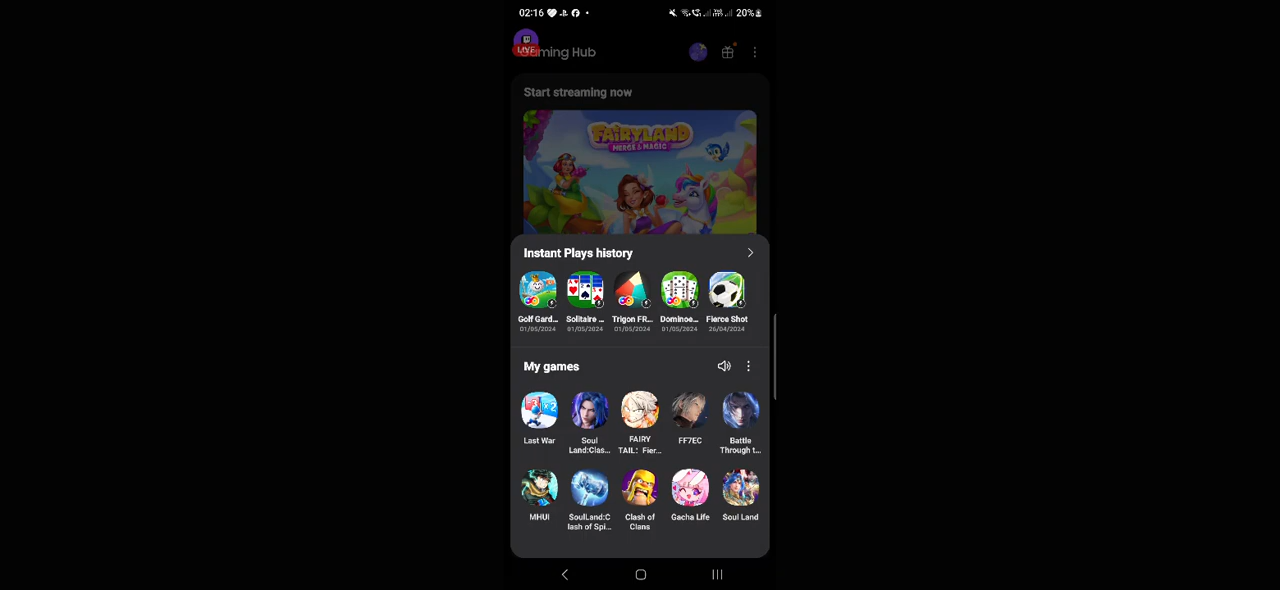 02:16
20%
LIVE
Gaming Hub
Start streaming now
FAIRYLAND
MERGE & MAGIC
Instant Plays history
Golf Gard...
Solitaire ...
Trigon FR...
Dominoe...
Fierce Shot
01/05/2024
01/05/2024
01/05/2024
01/05/2024
26/04/2024
My games
Last War
Soul
Land:Clas...
FAIRY
TAIL: Fier...
FF7EC
Battle
Through t...
MHUI
SoulLand:C
lash of Spi...
Clash of
Clans
Gacha Life
Soul Land